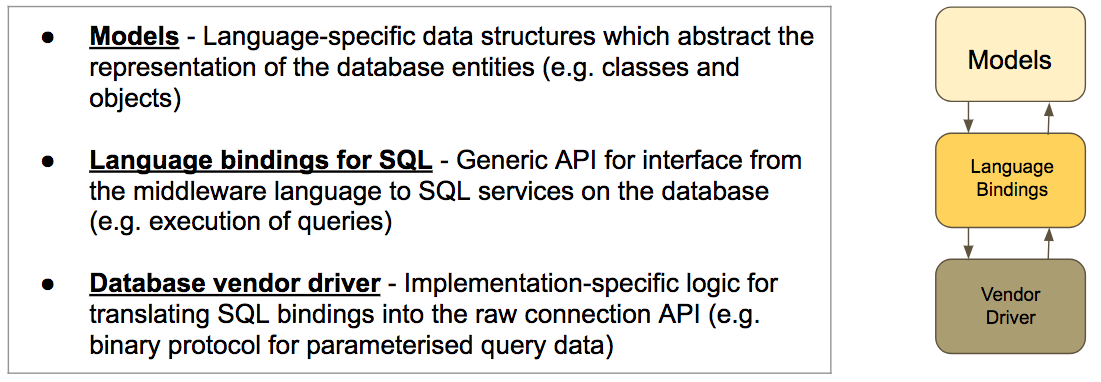 ● Models - Language-specific data structures which abstract the
representation of the database entities (e.g. classes and
objects)
● Language bindings for SQL - Generic API for interface from
the middleware language to SQL services on the database
(e.g. execution of queries)
● Database vendor driver - Implementation-specific logic for
translating SQL bindings into the raw connection API (e.g.
binary protocol for parameterised query data)
Models
Language
Bindings
Vendor
Driver